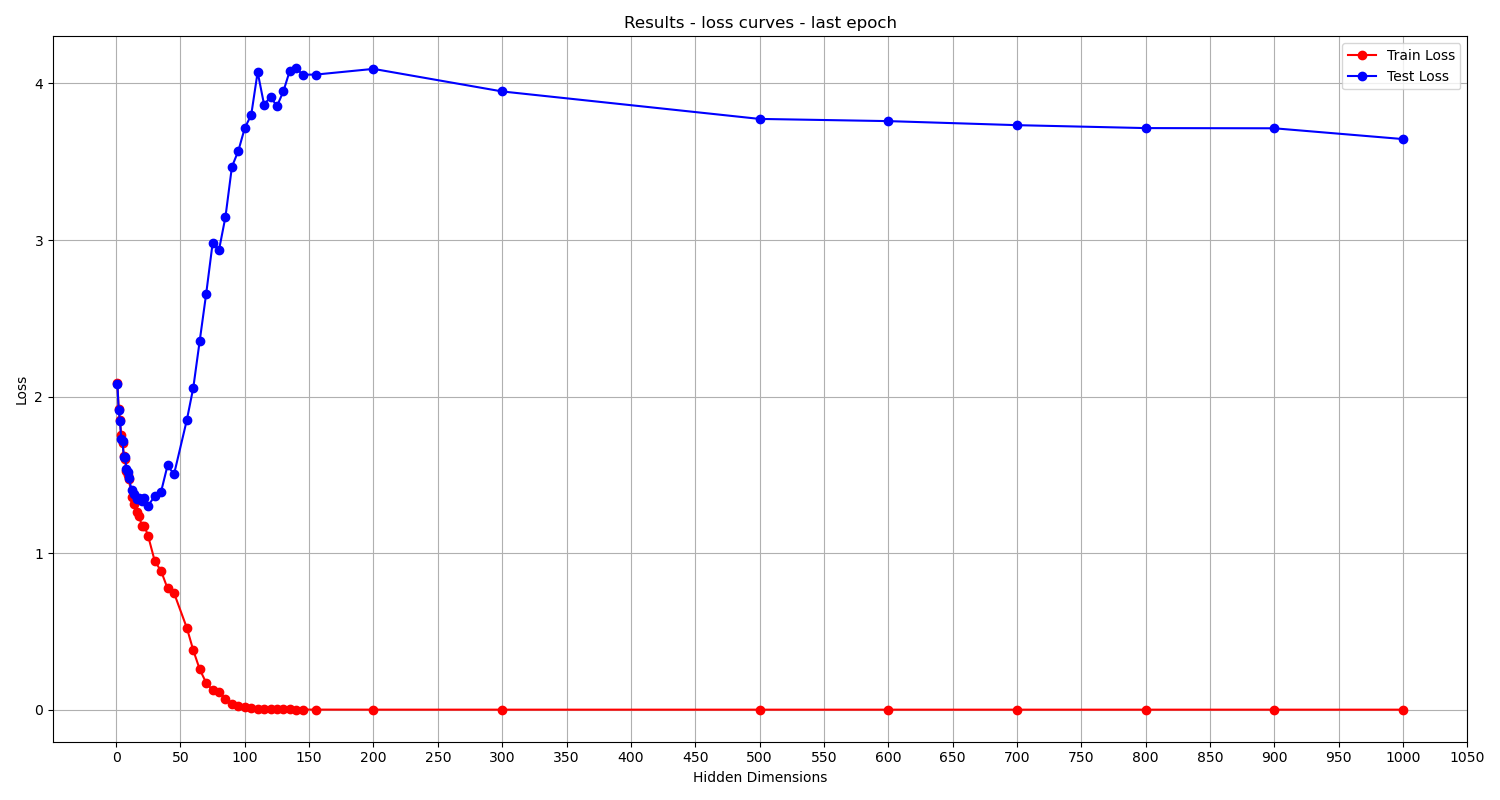 Results - loss curves - last epoch
Train Loss
Test Loss
Loss
4
3
2
1
0
0 50 100 150 200 250 300 350 400 450 500 550 600 650 700 750 800 850 900 950 1000 1050
Hidden Dimensions